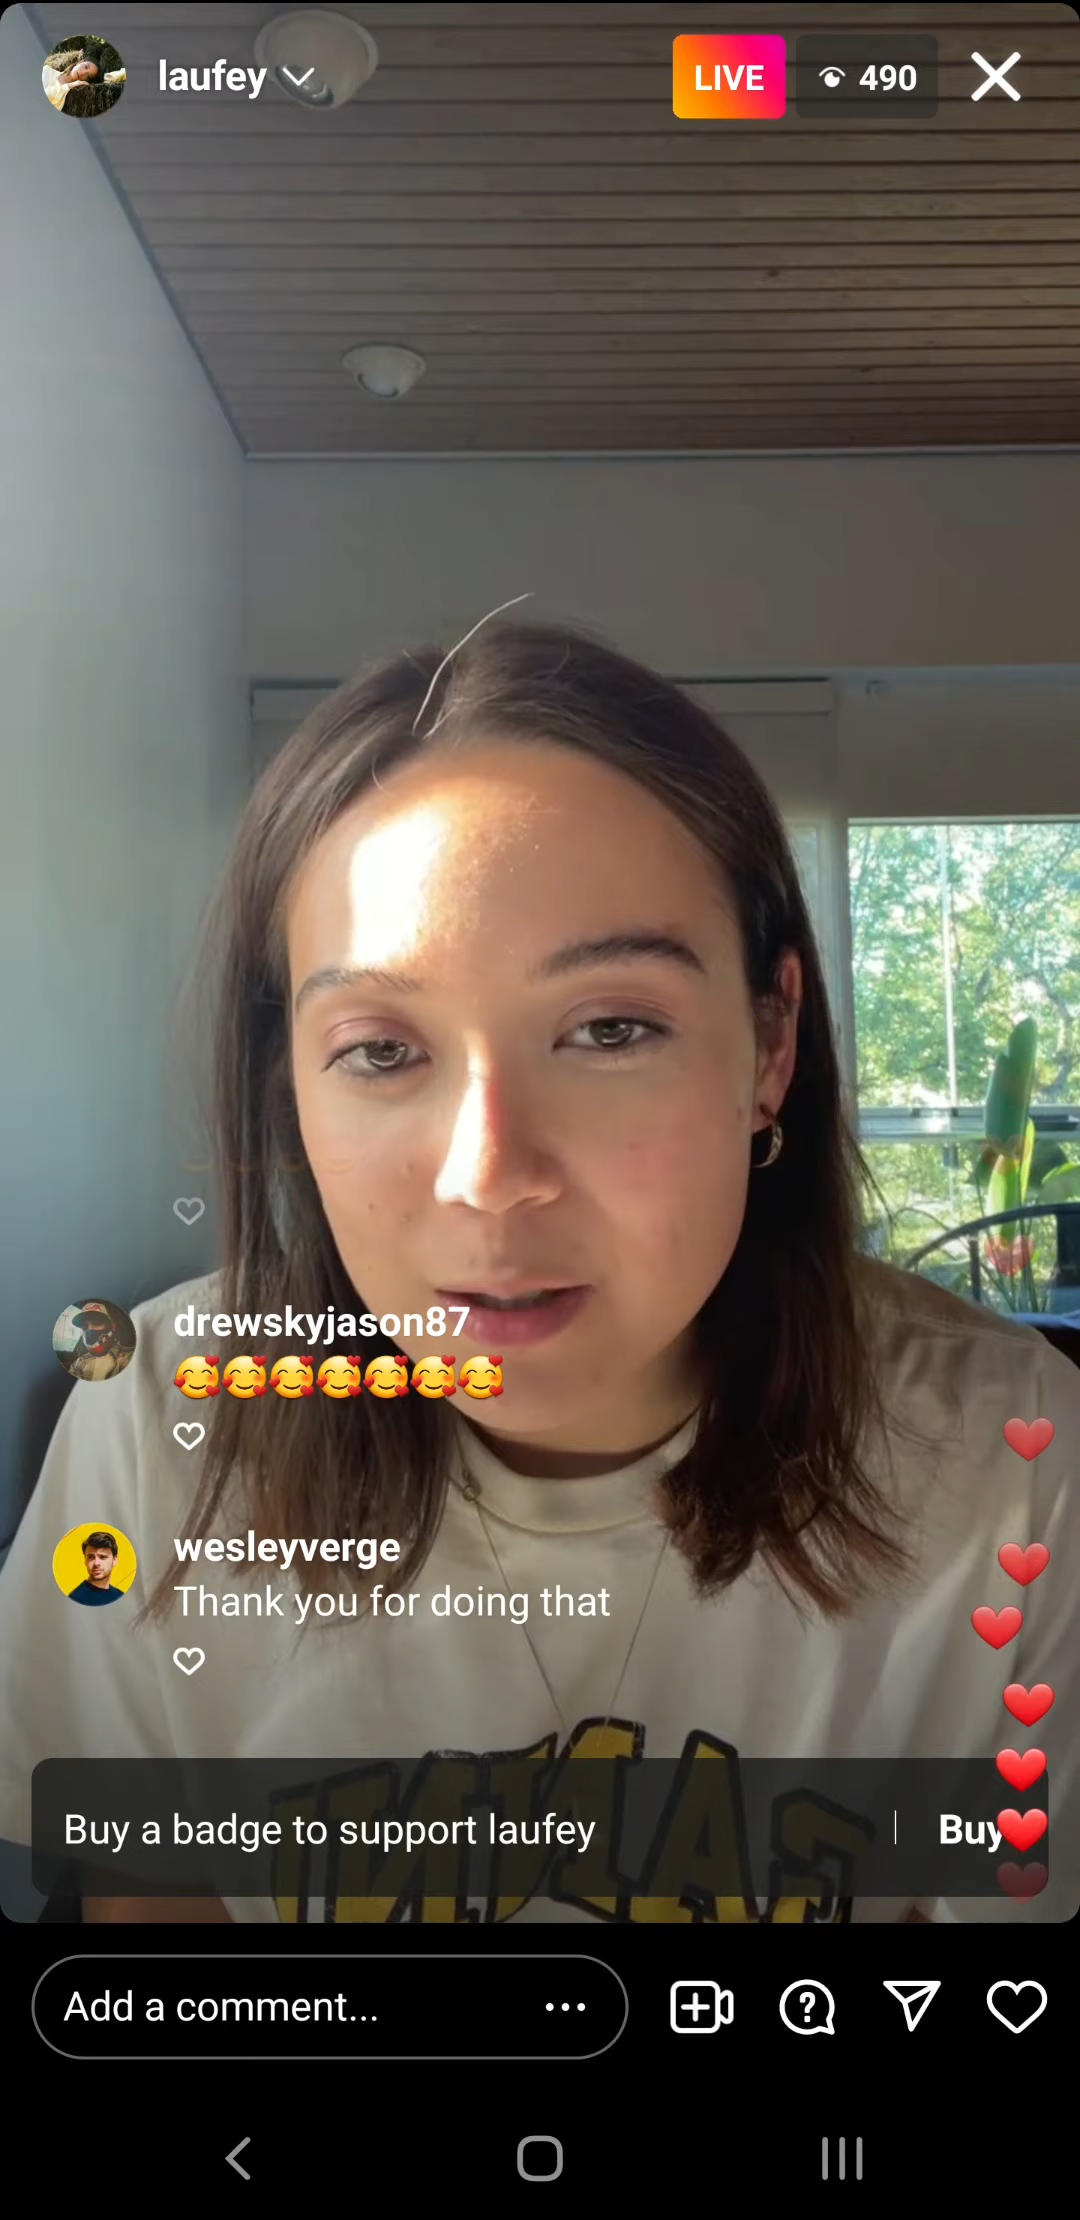 laufey
LIVE
490
drewskyjason87
🥰🥰🥰🥰🥰🥰🥰
wesleyverge
Thank you for doing that
Buy a badge to support laufey
Buy
Add a comment...